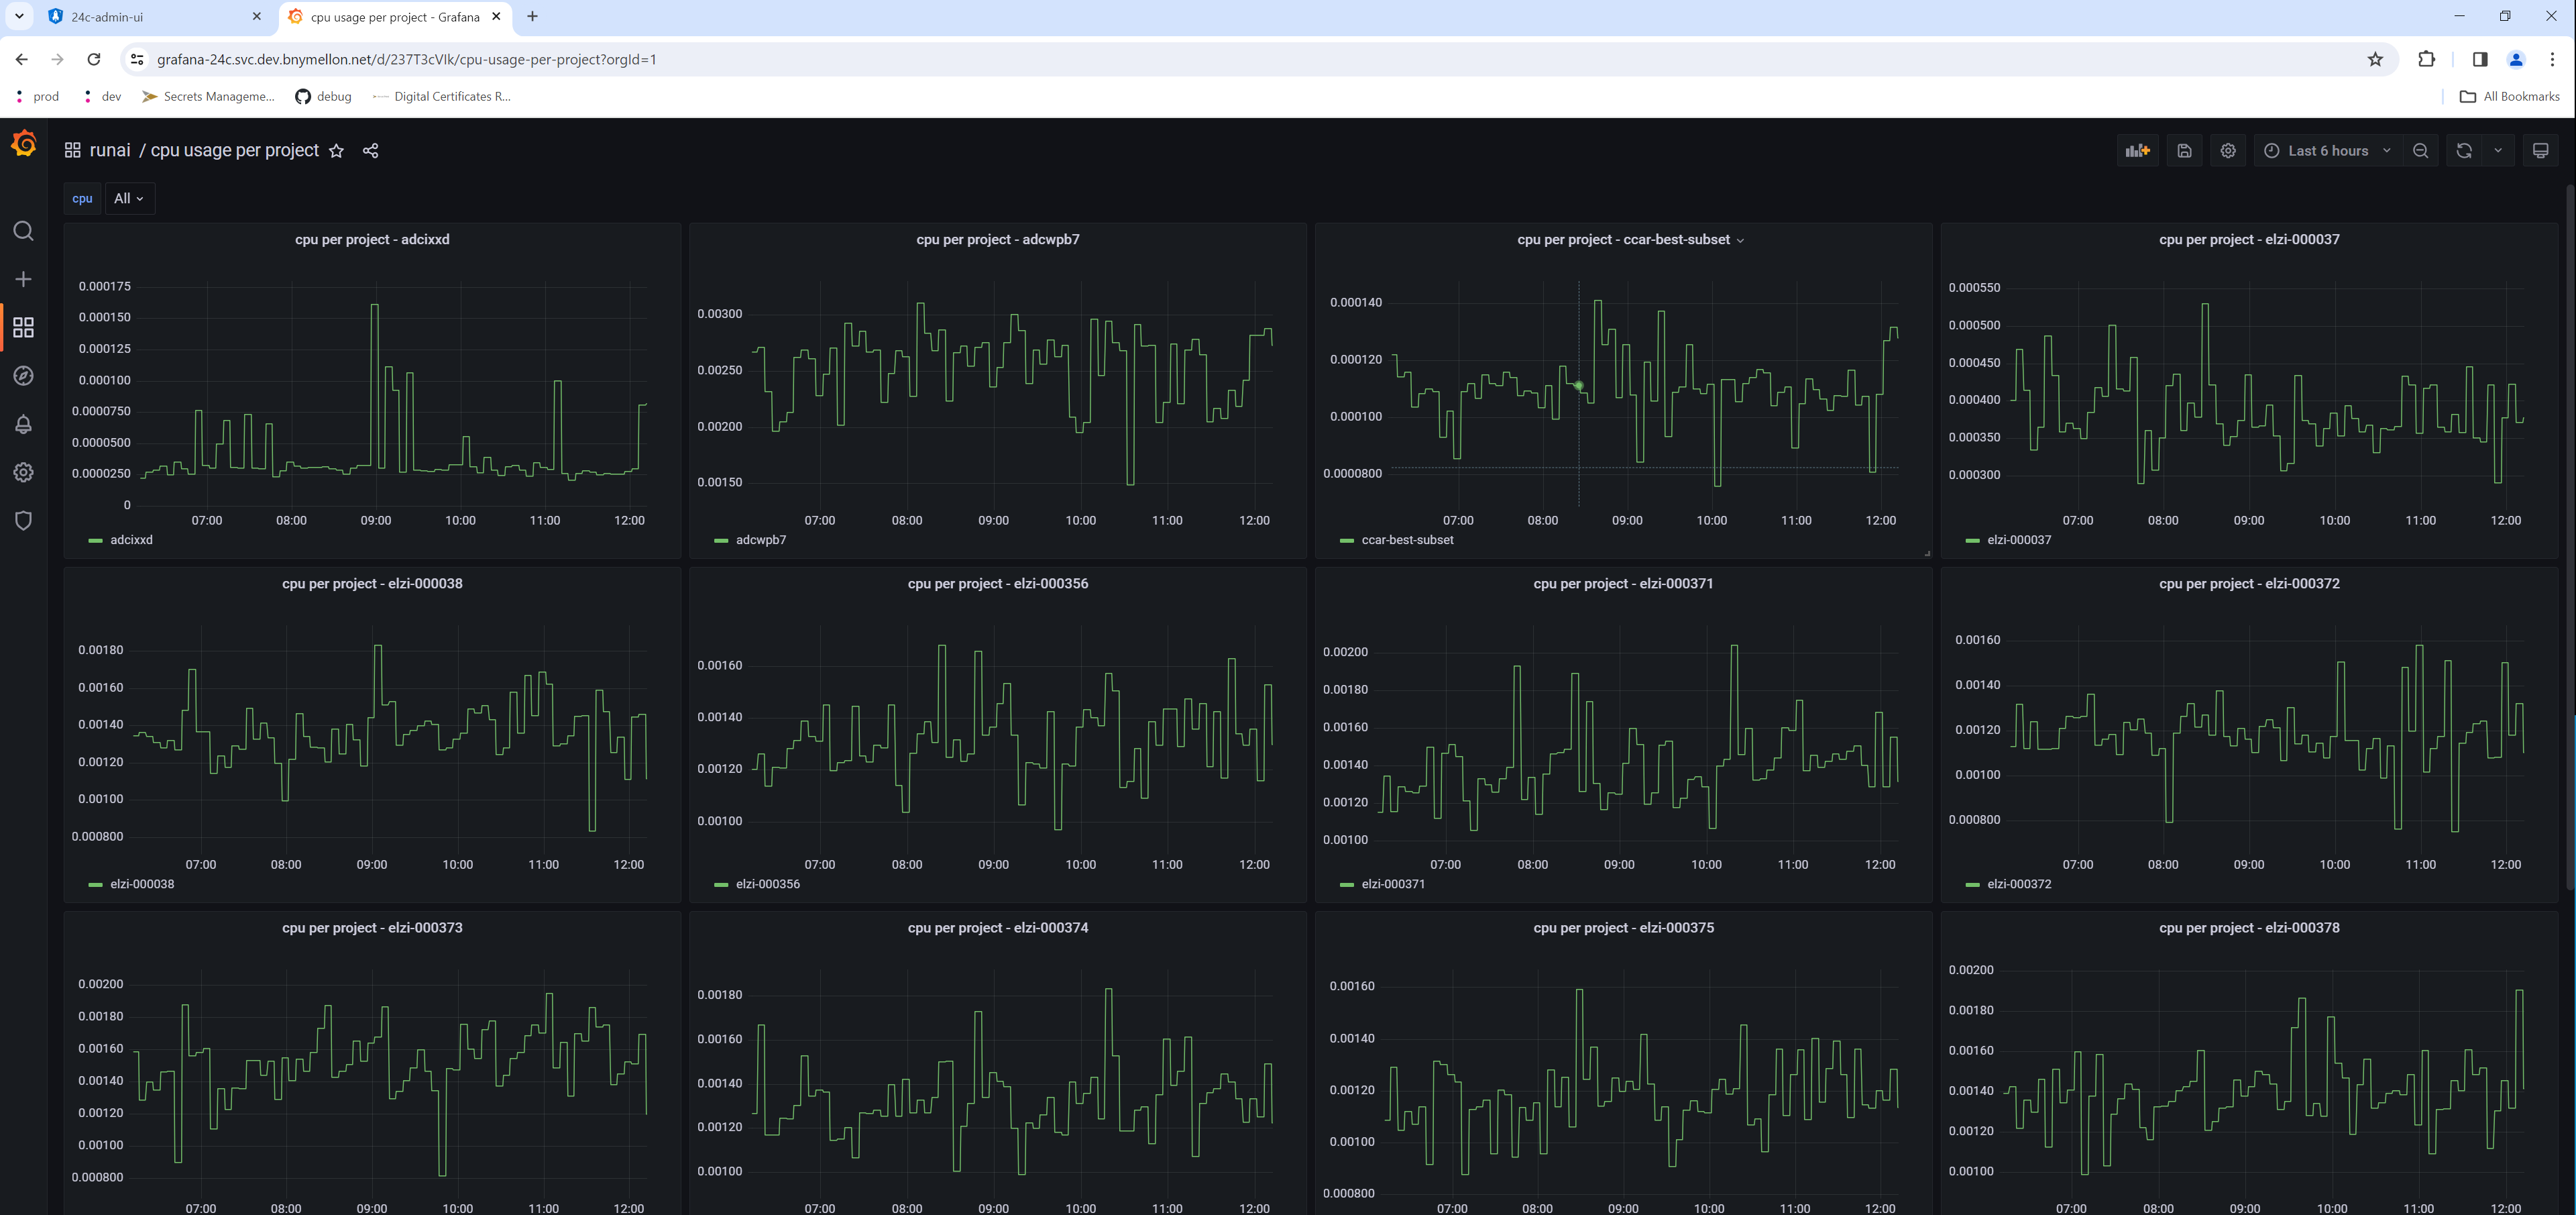 24c-admin-ui
cpu usage per project - Grafana
grafana-24c.svc.dev.bnymellon.net/d/237T3cVIk/cpu-usage-per-project?orgId=1
prod dev Secrets Manageme... debug Digital Certificates R... All Bookmarks
runai / cpu usage per project Last 6 hours
cpu All
cpu per project - adcixxd
0.000175
0.000150
0.000125
0.000100
0.0000750
0.0000500
0.0000250
0
07:00 08:00 09:00 10:00 11:00 12:00
adcixxd
cpu per project - adcwpb7
0.00300
0.00250
0.00200
0.00150
07:00 08:00 09:00 10:00 11:00 12:00
adcwpb7
cpu per project - ccar-best-subset
0.000140
0.000120
0.000100
0.0000800
07:00 08:00 09:00 10:00 11:00 12:00
ccar-best-subset
cpu per project - elzi-000037
0.000550
0.000500
0.000450
0.000400
0.000350
0.000300
07:00 08:00 09:00 10:00 11:00 12:00
elzi-000037
cpu per project - elzi-000038
0.00180
0.00160
0.00140
0.00120
0.00100
0.000800
07:00 08:00 09:00 10:00 11:00 12:00
elzi-000038
cpu per project - elzi-000356
0.00160
0.00140
0.00120
0.00100
07:00 08:00 09:00 10:00 11:00 12:00
elzi-000356
cpu per project - elzi-000371
0.00200
0.00180
0.00160
0.00140
0.00120
0.00100
07:00 08:00 09:00 10:00 11:00 12:00
elzi-000371
cpu per project - elzi-000372
0.00160
0.00140
0.00120
0.00100
0.000800
07:00 08:00 09:00 10:00 11:00 12:00
elzi-000372
cpu per project - elzi-000373
0.00200
0.00180
0.00160
0.00140
0.00120
0.00100
0.000800
07:00 08:00 09:00 10:00 11:00 12:00
cpu per project - elzi-000374
0.00180
0.00160
0.00140
0.00120
0.00100
07:00 08:00 09:00 10:00 11:00 12:00
cpu per project - elzi-000375
0.00160
0.00140
0.00120
0.00100
0.000800
07:00 08:00 09:00 10:00 11:00 12:00
cpu per project - elzi-000378
0.00200
0.00180
0.00160
0.00140
0.00120
0.00100
07:00 08:00 09:00 10:00 11:00 12:00